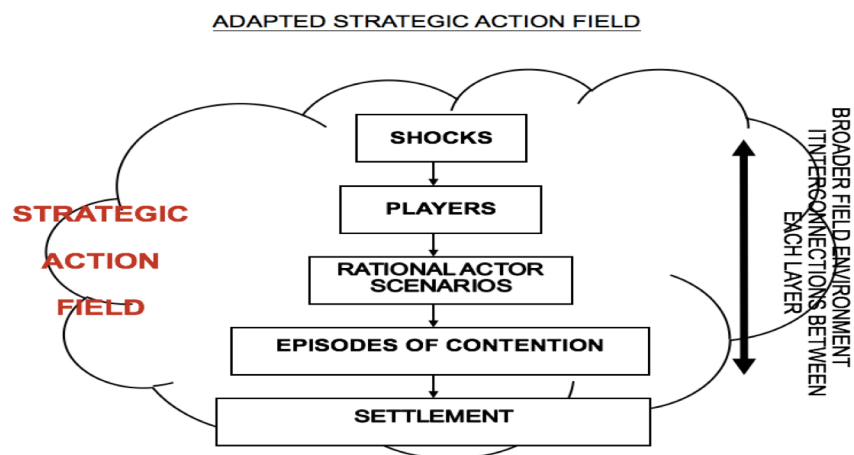 ADAPTED STRATEGIC ACTION FIELD
SHOCKS
PLAYERS
RATIONAL ACTOR
SCENARIOS
EPISODES OF CONTENTION
SETTLEMENT
STRATEGIC
ACTION
FIELD
BROADER FIELD ENVIRONMENT
ITNTERCONNECTIONS BETWEEN
EACH LAYER